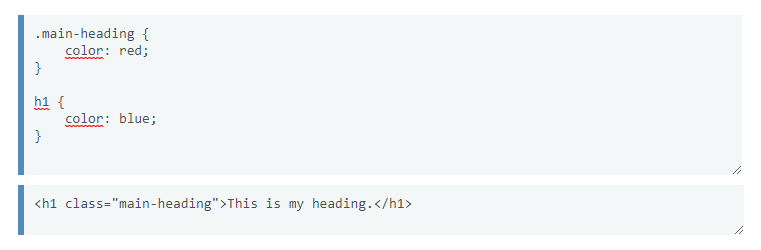 .main-heading {
    color: red;
}
h1 {
    color: blue;
}
<h1 class="main-heading">This is my heading.</h1>